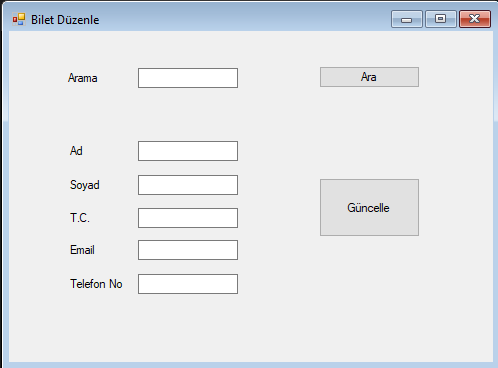 Bilet Düzenle
Arama
Ara
Ad
Soyad
T.C.
Güncelle
Email
Telefon No